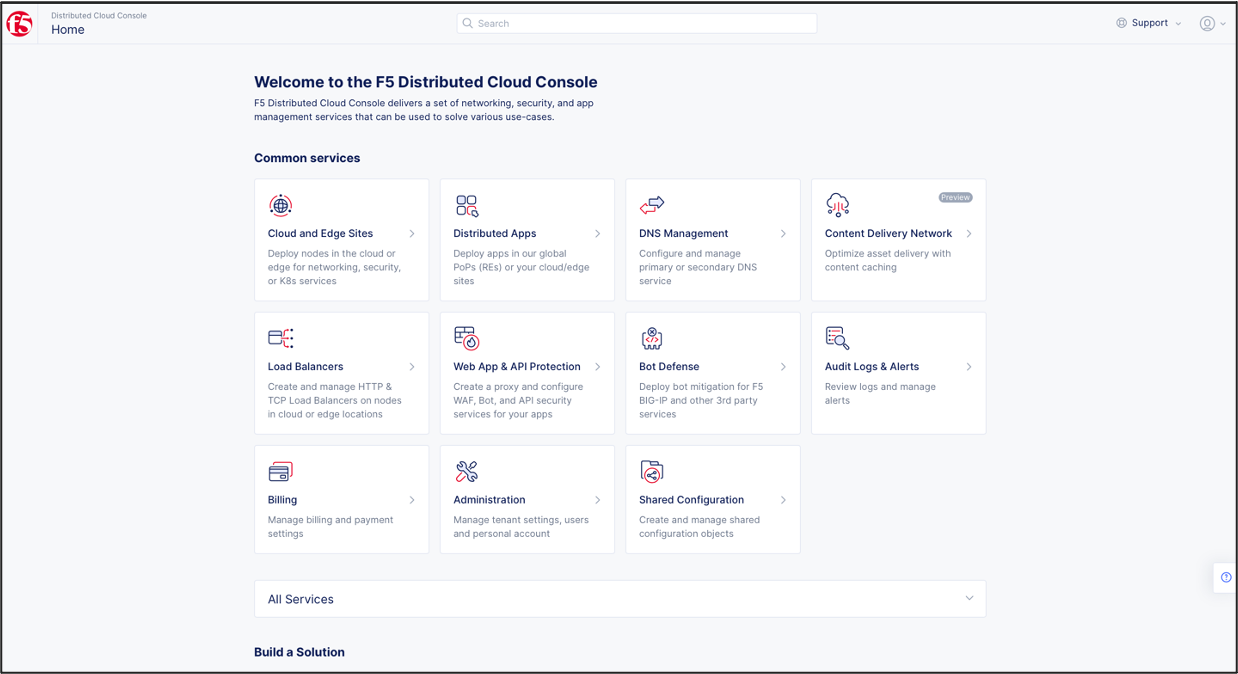 f5
Distributed Cloud Console
Home
Search
Support
Welcome to the F5 Distributed Cloud Console
F5 Distributed Cloud Console delivers a set of networking, security, and app
management services that can be used to solve various use-cases.
Common services
Cloud and Edge Sites
Deploy nodes in the cloud or
edge for networking, security,
or K8s services
Distributed Apps
Deploy apps in our global
PoPs (REs) or your cloud/edge
sites
DNS Management
Configure and manage
primary or secondary DNS
service
Preview
Content Delivery Network
Optimize asset delivery with
content caching
Load Balancers
Create and manage HTTP &
TCP Load Balancers on nodes
in cloud or edge locations
Web App & API Protection
Create a proxy and configure
WAF, Bot, and API security
services for your apps
Bot Defense
Deploy bot mitigation for F5
BIG-IP and other 3rd party
services
Audit Logs & Alerts
Review logs and manage
alerts
Billing
Manage billing and payment
settings
Administration
Manage tenant settings, users
and personal account
Shared Configuration
Create and manage shared
configuration objects
All Services
Build a Solution